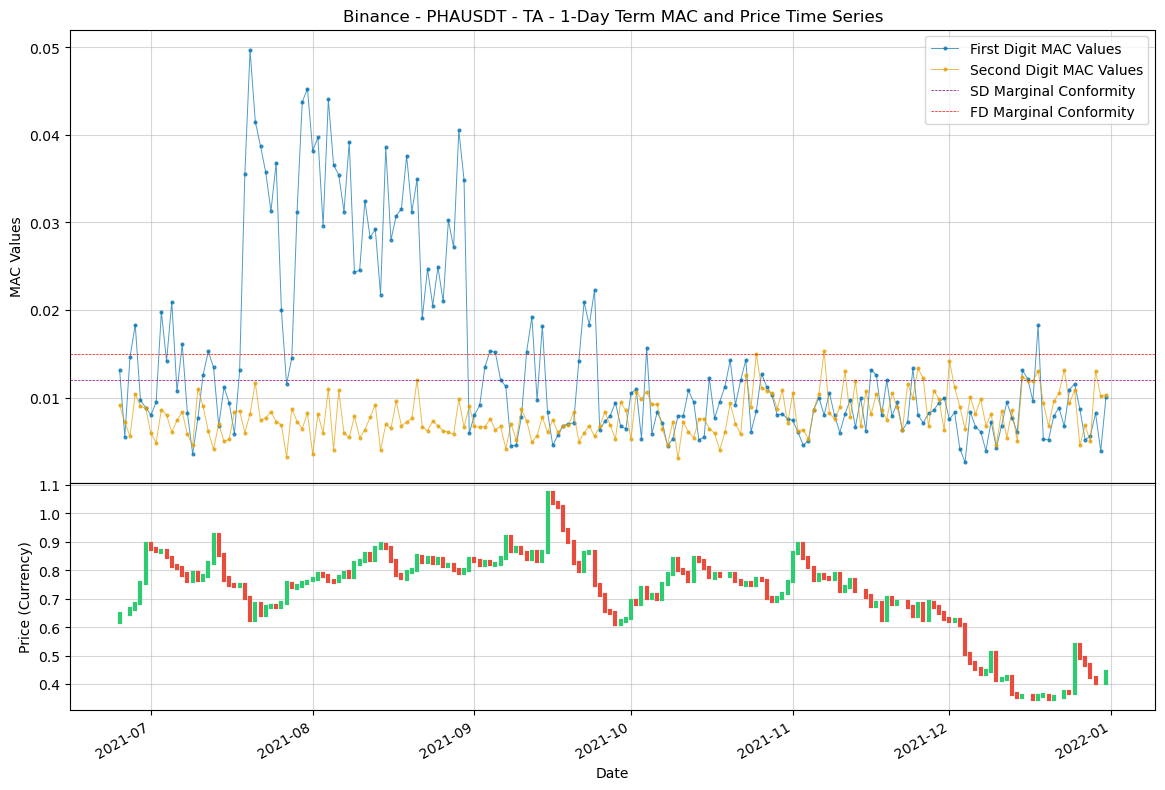 Binance - PHAUSDT - TA - 1-Day Term MAC and Price Time Series
First Digit MAC Values
Second Digit MAC Values
SD Marginal Conformity
FD Marginal Conformity
MAC Values
0.05
0.04
0.03
0.02
0.01
Price (Currency)
1.1
1.0
0.9
0.8
0.7
0.6
0.5
0.4
2021-07
2021-08
2021-09
2021-10
2021-11
2021-12
2022-01
Date